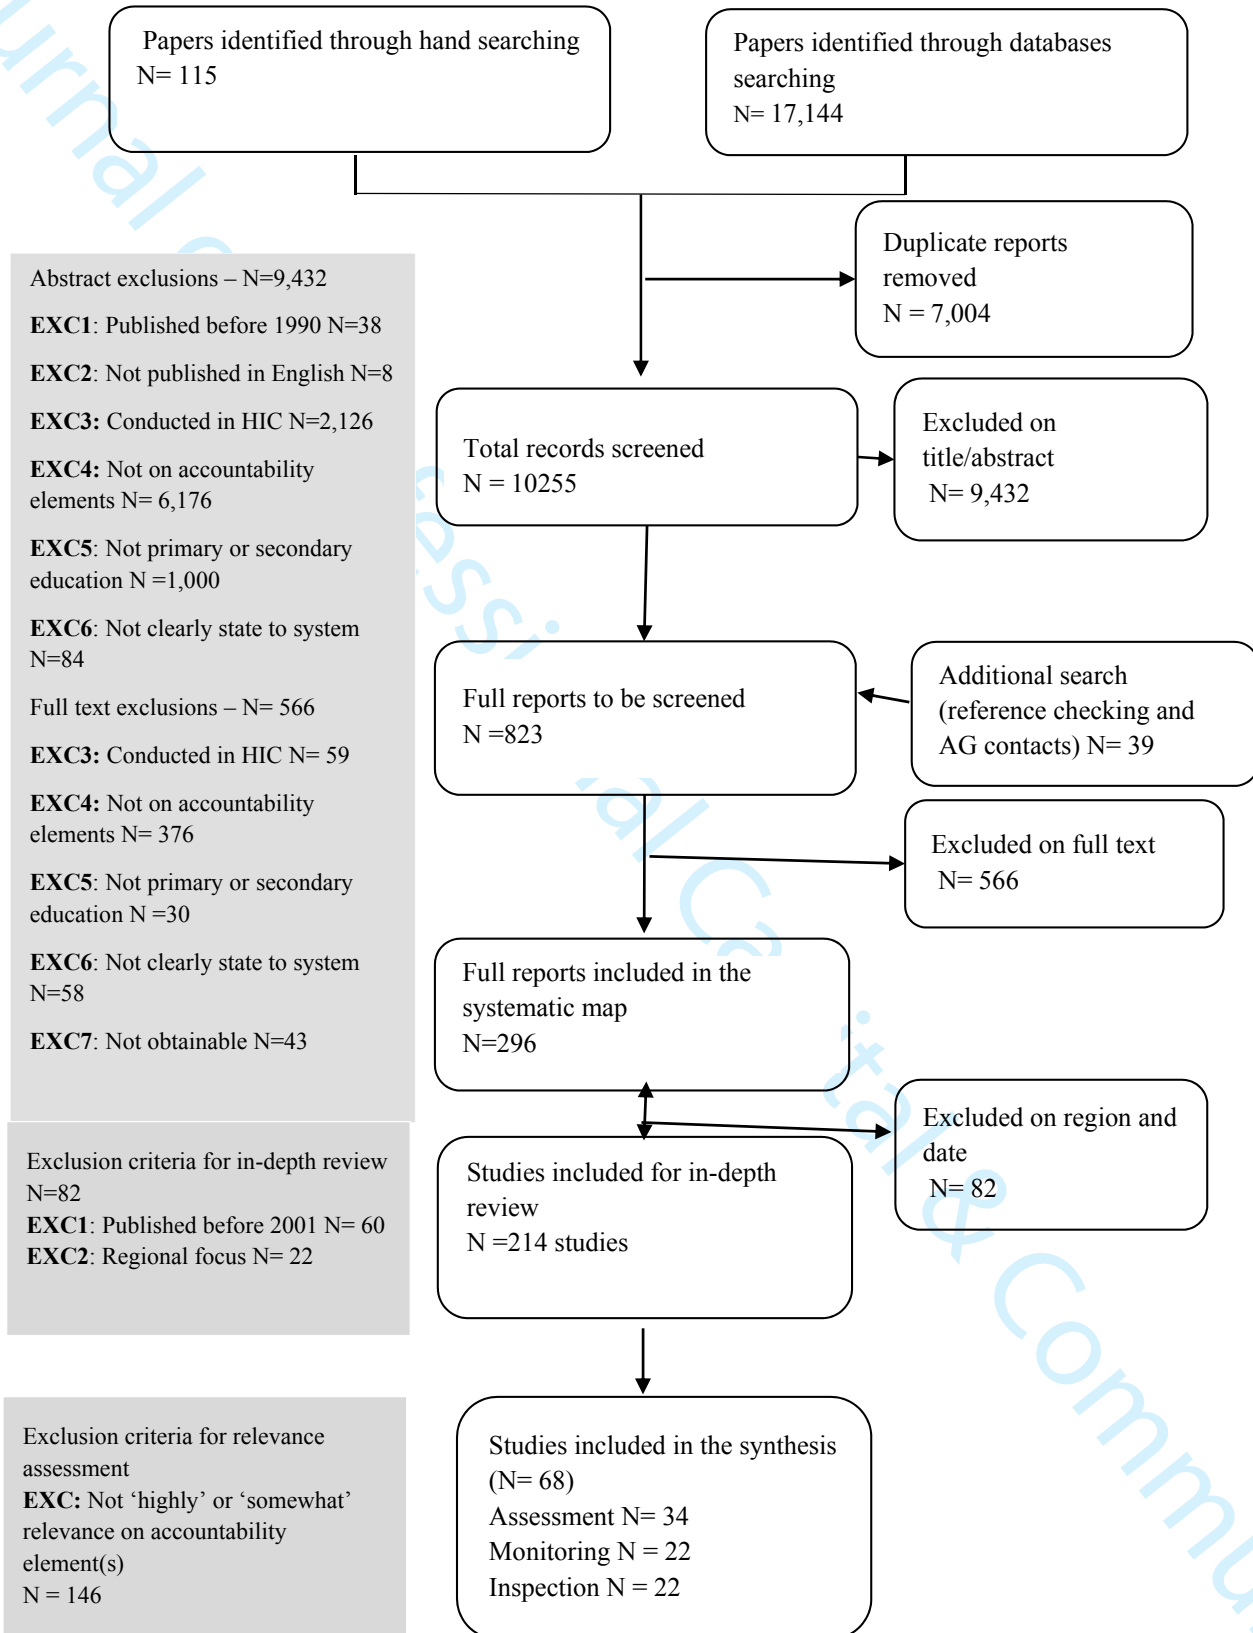 Papers identified through hand searching
N= 115
Papers identified through databases
searching
N= 17,144
Duplicate reports
removed
N = 7,004
Abstract exclusions – N=9,432
EXC1: Published before 1990 N=38
EXC2: Not published in English N=8
EXC3: Conducted in HIC N=2,126
EXC4: Not on accountability
elements N= 6,176
EXC5: Not primary or secondary
education N =1,000
EXC6: Not clearly state to system
N=84
Full text exclusions – N= 566
EXC3: Conducted in HIC N= 59
EXC4: Not on accountability
elements N= 376
EXC5: Not primary or secondary
education N =30
EXC6: Not clearly state to system
N=58
EXC7: Not obtainable N=43
Total records screened
N = 10255
Excluded on
title/abstract
N= 9,432
Full reports to be screened
N =823
Additional search
(reference checking and
AG contacts) N= 39
Excluded on full text
N= 566
Full reports included in the
systematic map
N=296
Excluded on region and
date
N= 82
Exclusion criteria for in-depth review
N=82
EXC1: Published before 2001 N= 60
EXC2: Regional focus N= 22
Studies included for in-depth
review
N =214 studies
Exclusion criteria for relevance
assessment
EXC: Not ‘highly’ or ‘somewhat’
relevance on accountability
element(s)
N = 146
Studies included in the synthesis
(N= 68)
Assessment N= 34
Monitoring N = 22
Inspection N = 22